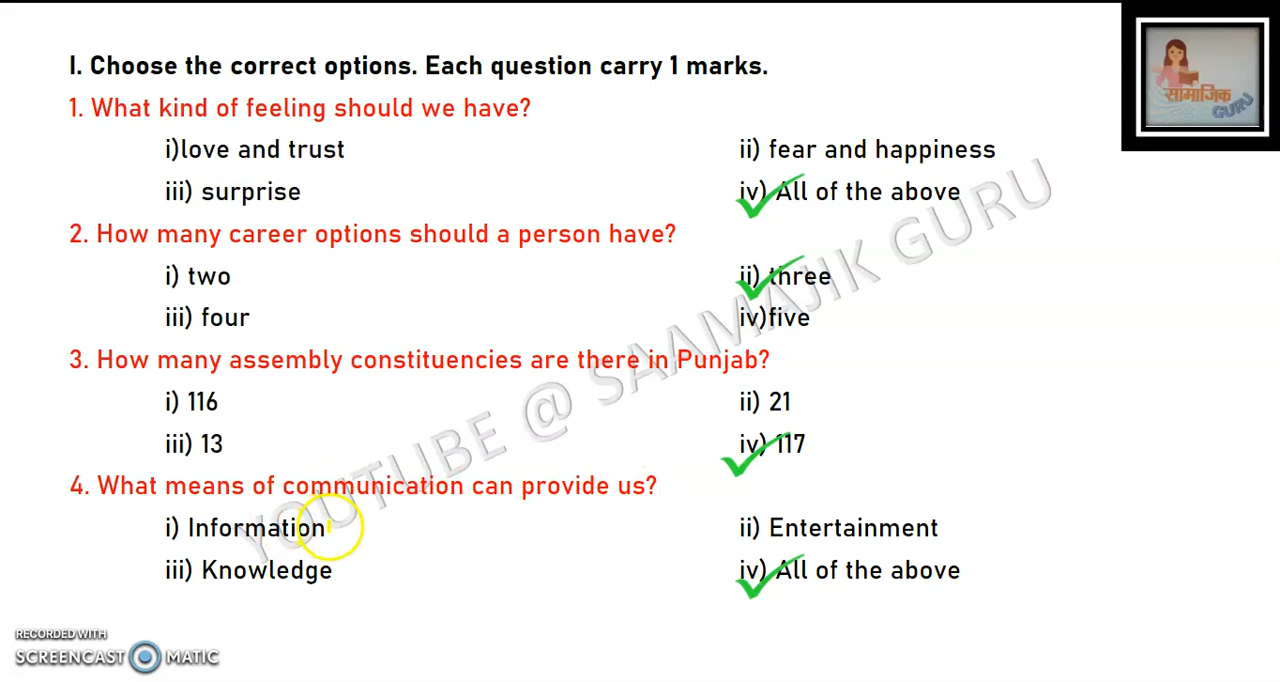 I. Choose the correct options. Each question carry 1 marks.
1. What kind of feeling should we have?
i)love and trust
ii) fear and happiness
iii) surprise
iv) All of the above
2. How many career options should a person have?
i) two
ii) three
iii) four
iv)five
3. How many assembly constituencies are there in Punjab?
i) 116
ii) 21
iii) 13
iv) 117
4. What means of communication can provide us?
i) Information
ii) Entertainment
iii) Knowledge
iv) All of the above
YOUTUBE @ SAAMAJIK GURU
सामाजिक
GURU
RECORDED WITH
SCREENCAST MATIC